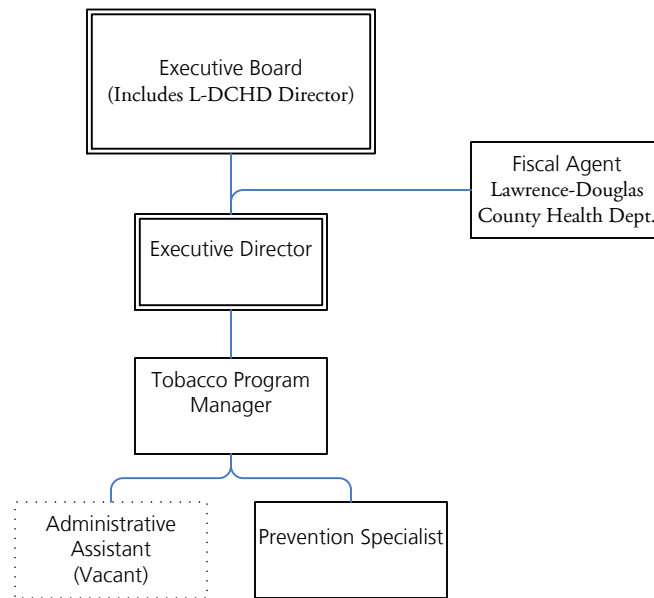 Executive Board
(Includes L-DCHD Director)
Fiscal Agent
Lawrence-Douglas
County Health Dept.
Executive Director
Tobacco Program
Manager
Administrative
Assistant
(Vacant)
Prevention Specialist